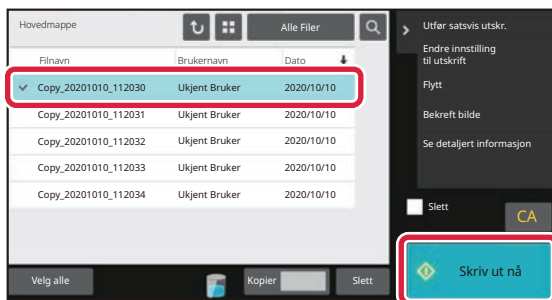 Hovedmappe
Alle Filer
Filnavn Brukernavn Dato
Copy_20201010_112030 Ukjent Bruker 2020/10/10
Copy_20201010_112031 Ukjent Bruker 2020/10/10
Copy_20201010_112032 Ukjent Bruker 2020/10/10
Copy_20201010_112033 Ukjent Bruker 2020/10/10
Copy_20201010_112034 Ukjent Bruker 2020/10/10
Velg alle
Kopier
Slett
Utfør satsvis utskr.
Endre innstilling
til utskrift
Flytt
Bekreft bilde
Se detaljert informasjon
Slett
CA
Skriv ut nå